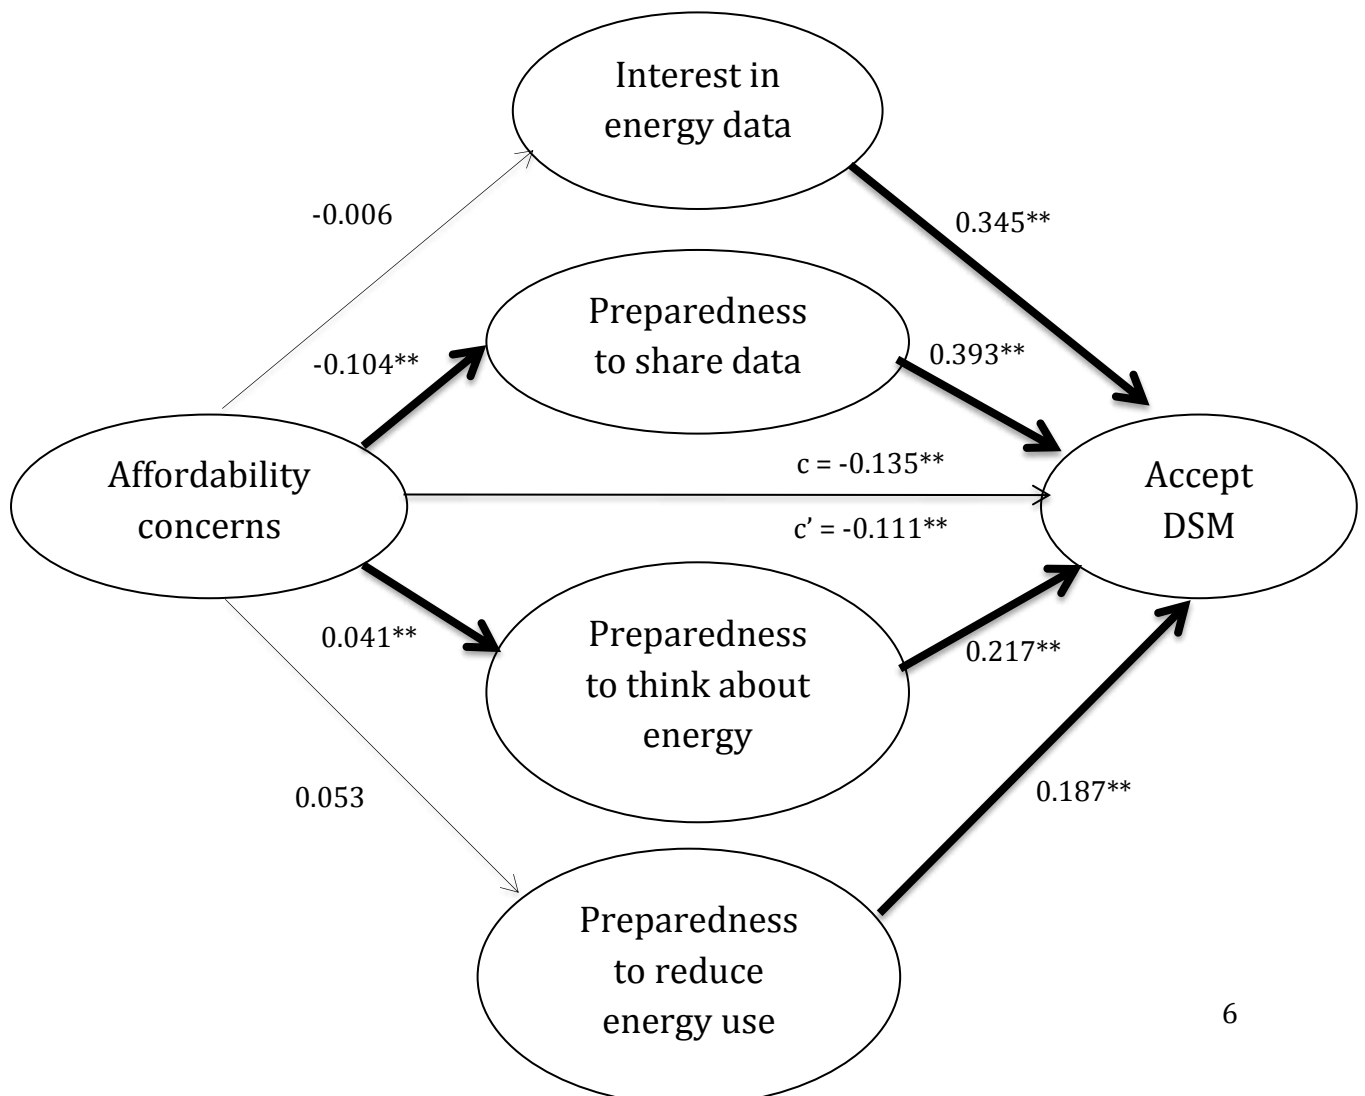 Interest in
energy data
-0.006
0.345**
Preparedness
to share data
-0.104**
0.393**
Affordability
concerns
c = -0.135**
c’ = -0.111**
Accept
DSM
0.041**
Preparedness
to think about
energy
0.217**
0.053
0.187**
Preparedness
to reduce
energy use
6